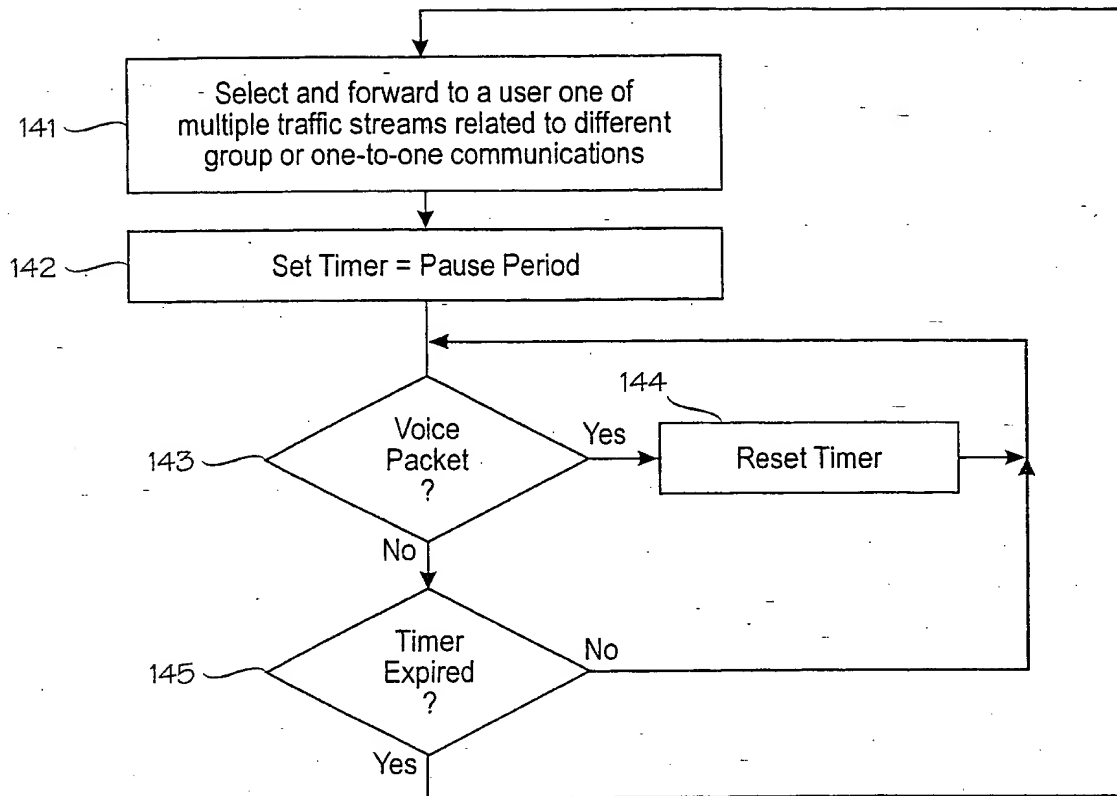 141
Select and forward to a user one of
multiple traffic streams related to different
group or one-to-one communications
142
Set Timer = Pause Period
143
Voice
Packet
?
Yes
144
Reset Timer
No
145
Timer
Expired
?
No
Yes